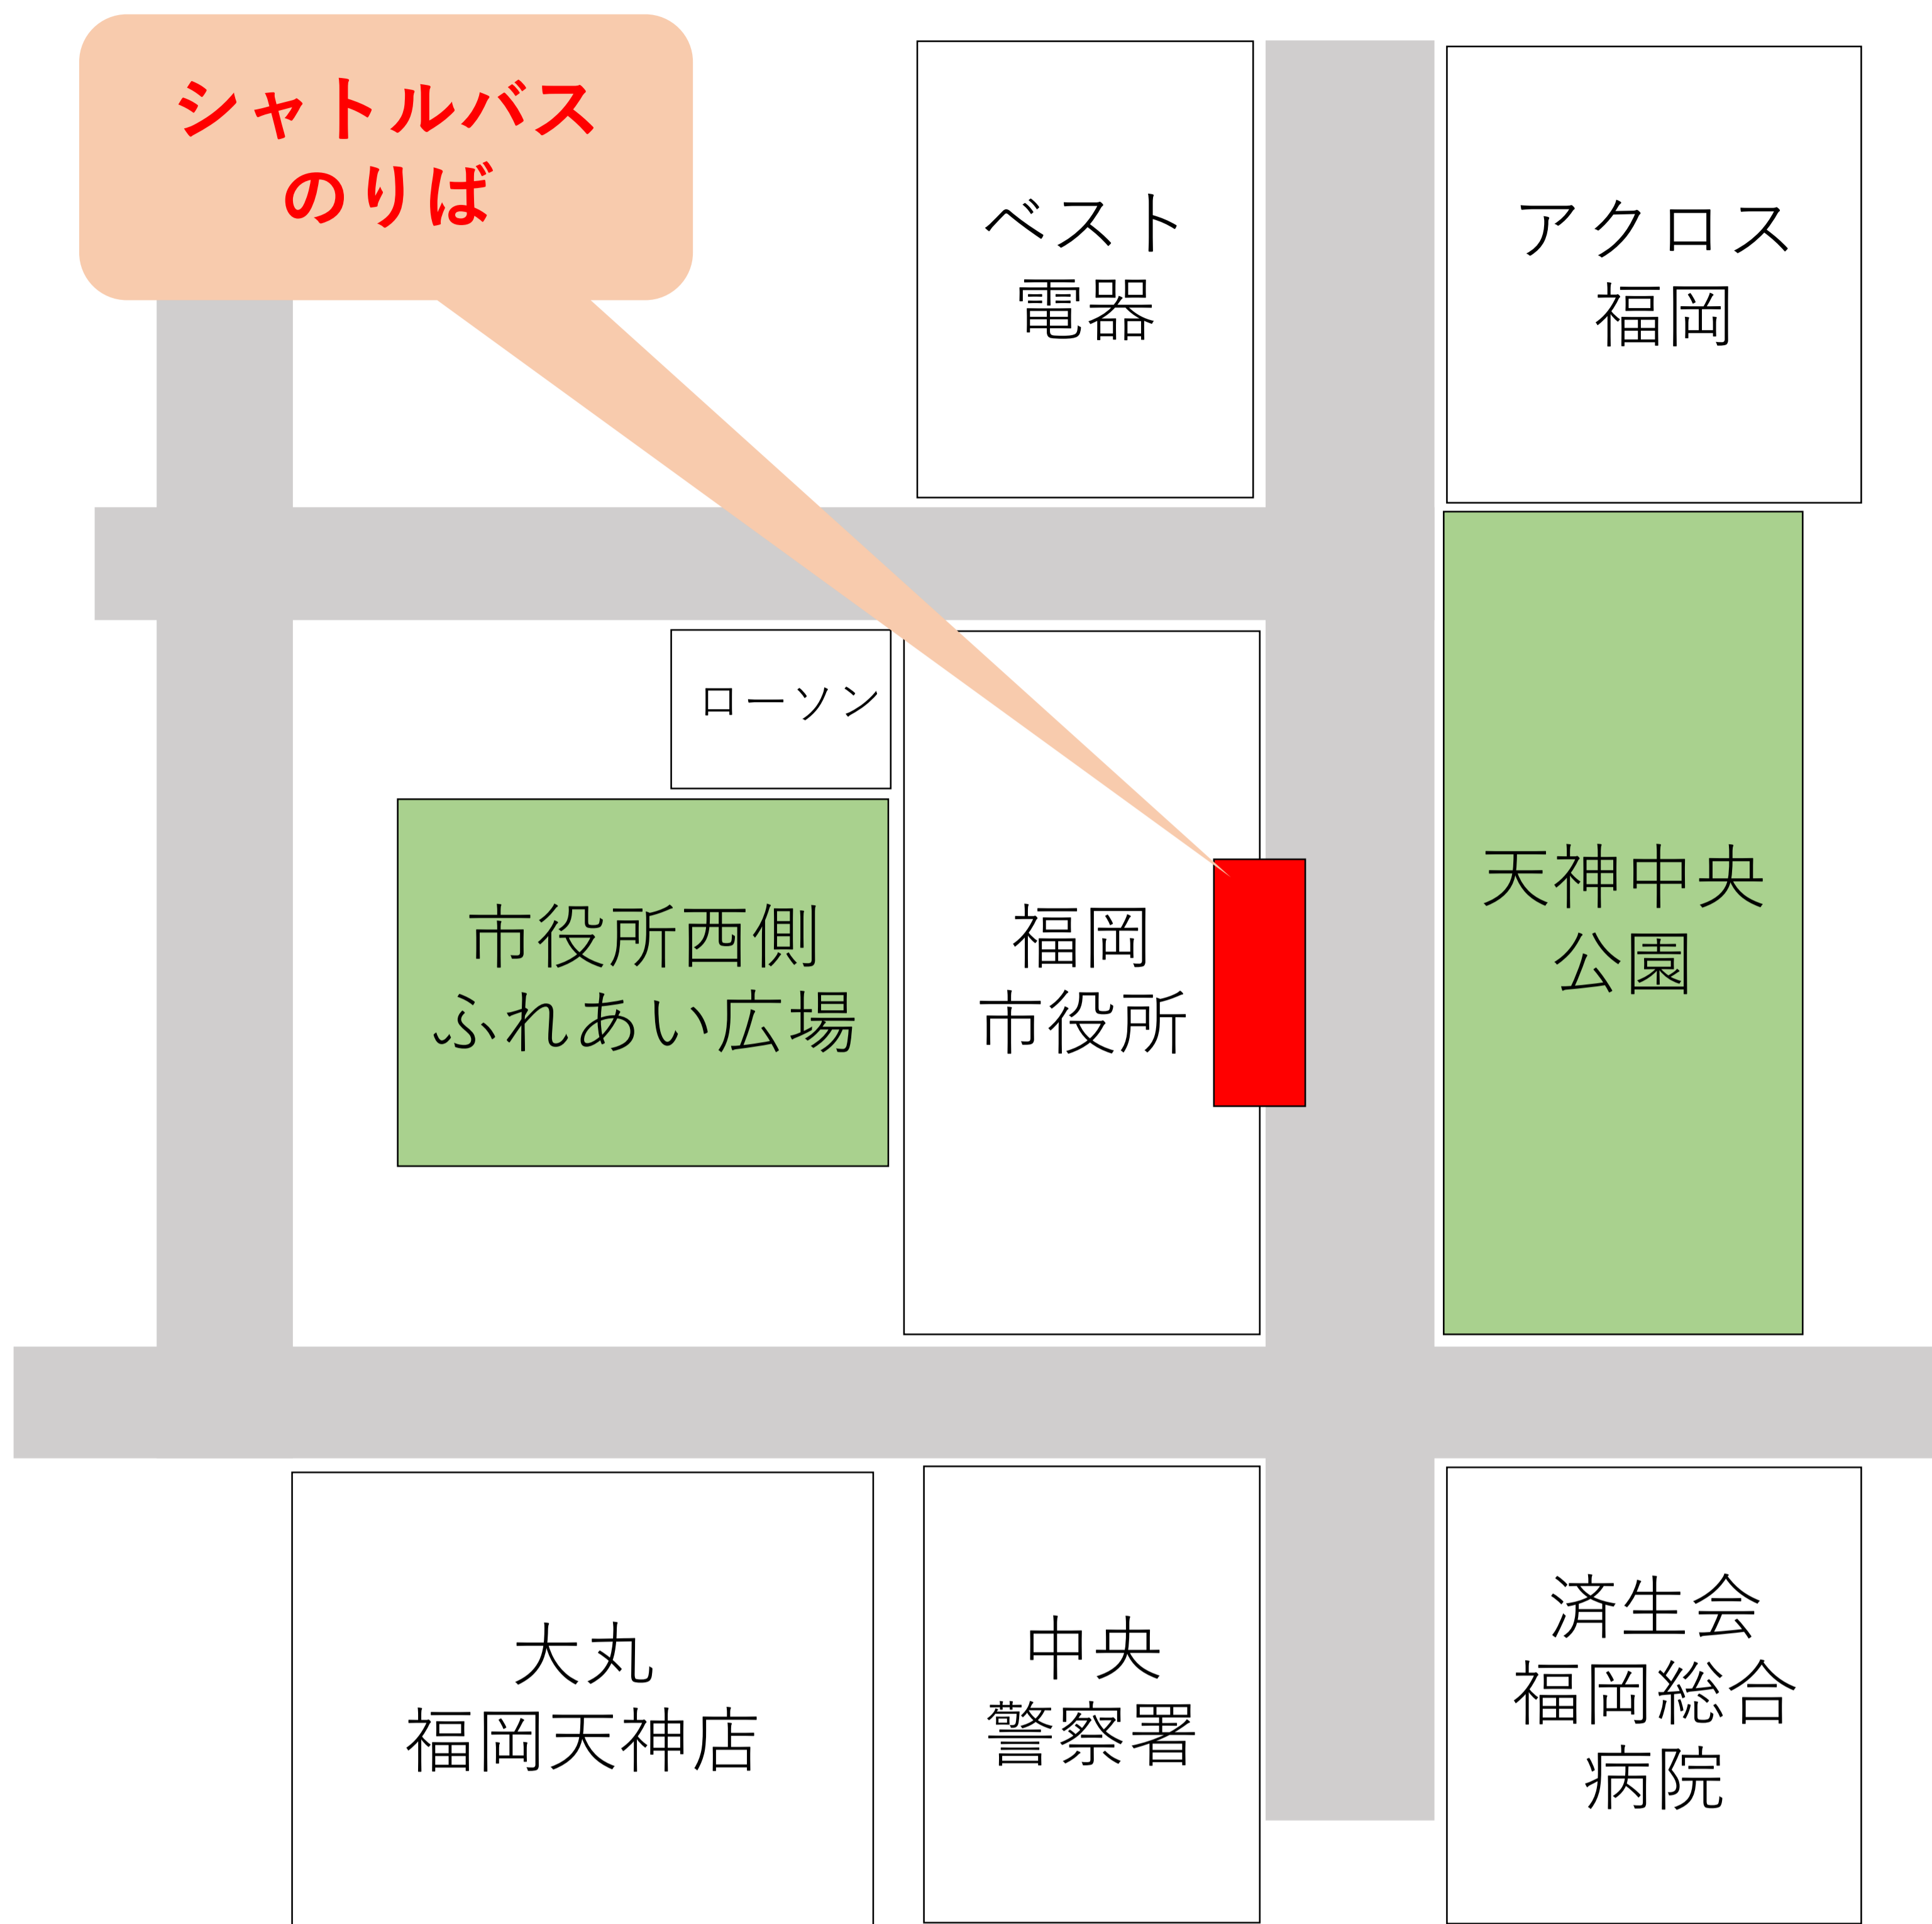 シャトルバス
のりば
ベスト
電器
アクロス
福岡
ローソン
市役所西側
ふれあい広場
福岡
市役所
天神中央
公園
大丸
福岡天神店
中央
警察署
済生会
福岡総合
病院